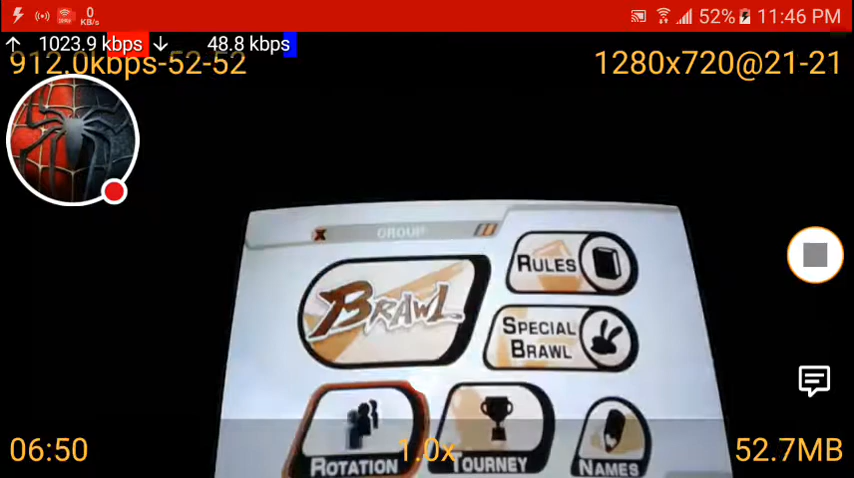 0
KB/s
52%
11:46 PM
1023.9 kbps
48.8 kbps
912.0kbps-52-52
1280x720@21-21
GROUP
RULES
BRAWL
SPECIAL
BRAWL
ROTATION
TOURNEY
NAMES
06:50
1.0x
52.7MB